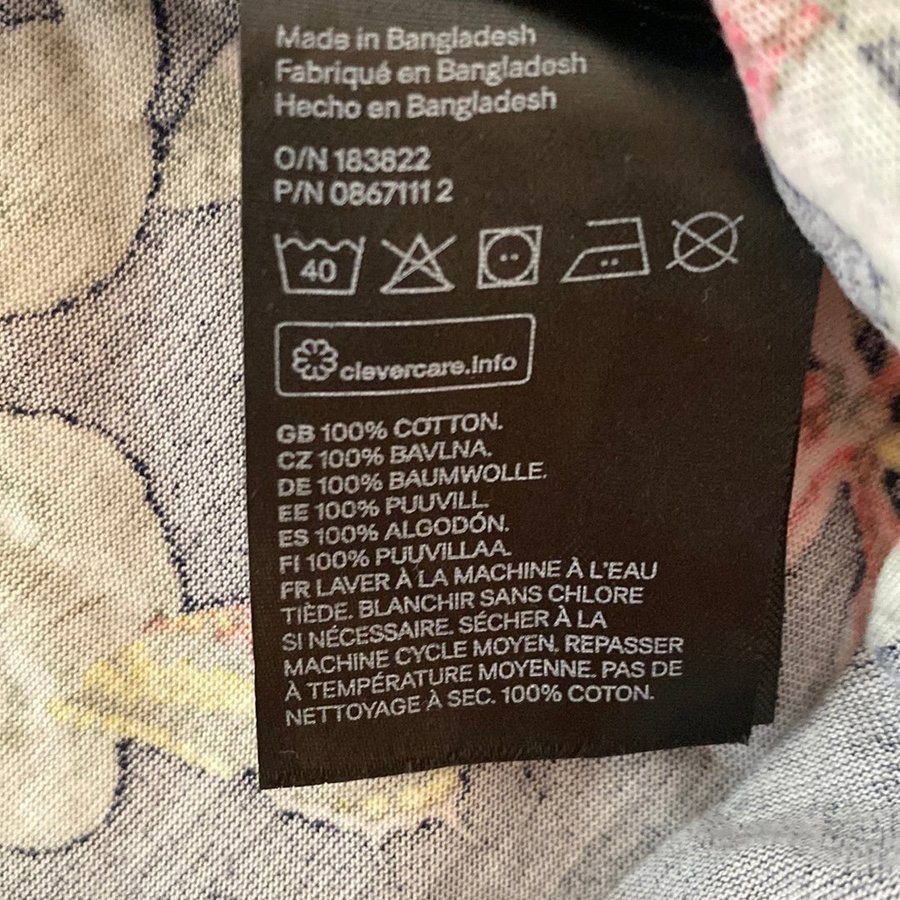 Made in Bangladesh
Fabriqué en Bangladesh
Hecho en Bangladesh
O/N 183822
P/N 0867111 2
40
clevercare.info
GB 100% COTTON.
CZ 100% BAVLNA.
DE 100% BAUMWOLLE.
EE 100% PUUVILL.
ES 100% ALGODÓN.
FI 100% PUUVILLAA.
FR LAVER À LA MACHINE À L'EAU
TIÈDE. BLANCHIR SANS CHLORE
SI NÉCESSAIRE. SÉCHER À LA
MACHINE CYCLE MOYEN. REPASSER
À TEMPÉRATURE MOYENNE. PAS DE
NETTOYAGE À SEC. 100% COTON.